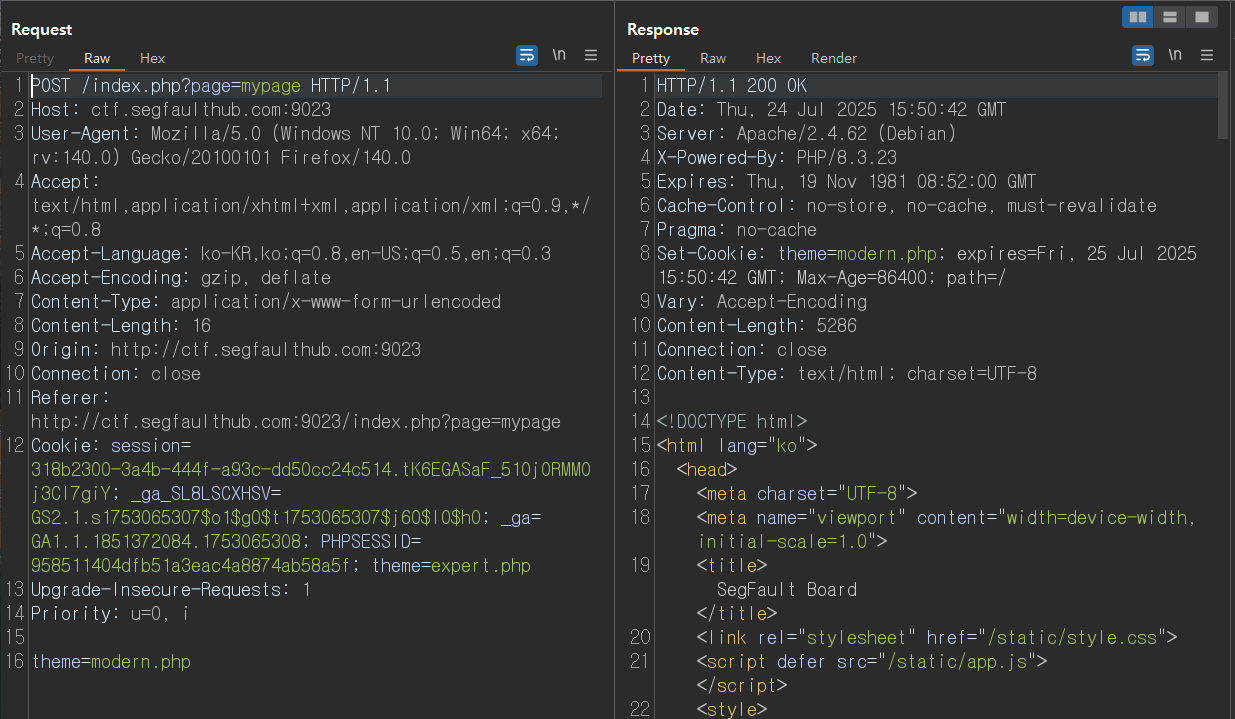 Request
Pretty Raw Hex \n
1 POST /index.php?page=mypage HTTP/1.1
2 Host: ctf.segfaulthub.com:9023
3 User-Agent: Mozilla/5.0 (Windows NT 10.0; Win64; x64;
rv:140.0) Gecko/20100101 Firefox/140.0
4 Accept:
text/html,application/xhtml+xml,application/xml;q=0.9,*/
*;q=0.8
5 Accept-Language: ko-KR,ko;q=0.8,en-US;q=0.5,en;q=0.3
6 Accept-Encoding: gzip, deflate
7 Content-Type: application/x-www-form-urlencoded
8 Content-Length: 16
9 Origin: http://ctf.segfaulthub.com:9023
10 Connection: close
11 Referer:
http://ctf.segfaulthub.com:9023/index.php?page=mypage
12 Cookie: session=
318b2300-3a4b-444f-a93c-dd50cc24c514.tK6EGASaF_510j0RMM0
j3Cl7giY; _ga_SL8LSCXHSV=
GS2.1.s1753065307$o1$g0$t1753065307$j60$l0$h0; _ga=
GA1.1.1851372084.1753065308; PHPSESSID=
958511404dfb51a3eac4a8874ab58a5f; theme=expert.php
13 Upgrade-Insecure-Requests: 1
14 Priority: u=0, i
15
16 theme=modern.php
Response
Pretty Raw Hex Render \n
1 HTTP/1.1 200 OK
2 Date: Thu, 24 Jul 2025 15:50:42 GMT
3 Server: Apache/2.4.62 (Debian)
4 X-Powered-By: PHP/8.3.23
5 Expires: Thu, 19 Nov 1981 08:52:00 GMT
6 Cache-Control: no-store, no-cache, must-revalidate
7 Pragma: no-cache
8 Set-Cookie: theme=modern.php; expires=Fri, 25 Jul 2025
15:50:42 GMT; Max-Age=86400; path=/
9 Vary: Accept-Encoding
10 Content-Length: 5286
11 Connection: close
12 Content-Type: text/html; charset=UTF-8
13
14 <!DOCTYPE html>
15 <html lang="ko">
16 <head>
17 <meta charset="UTF-8">
18 <meta name="viewport" content="width=device-width,
initial-scale=1.0">
19 <title>
SegFault Board
</title>
20 <link rel="stylesheet" href="/static/style.css">
21 <script defer src="/static/app.js">
</script>
22 <style>